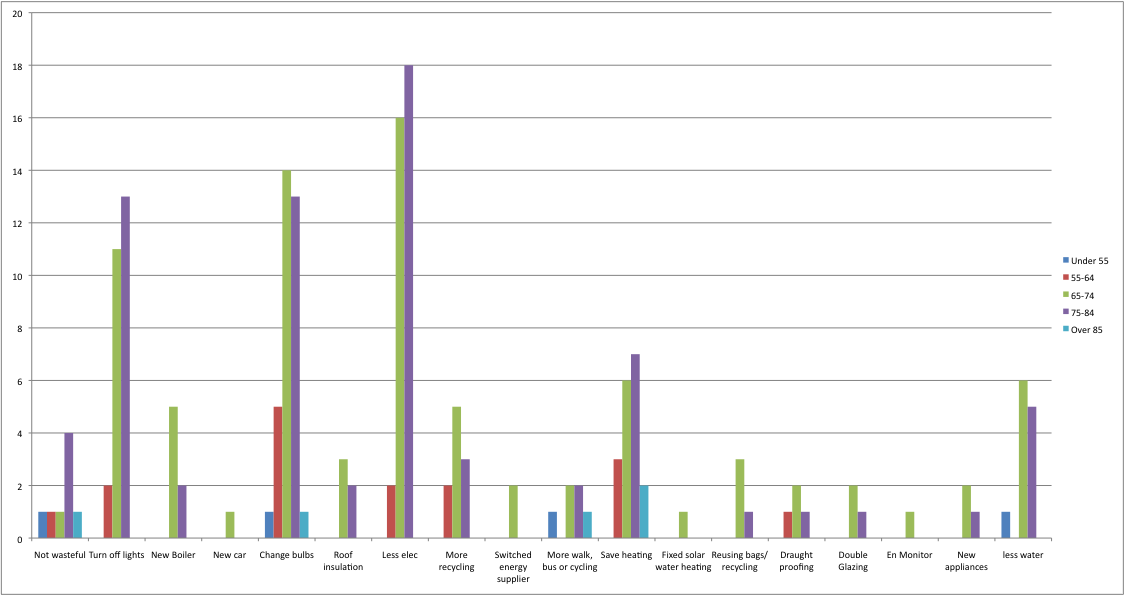 20
18
16
14
12
10
8
6
4
2
0
Not wasteful
Turn off lights
New Boiler
New car
Change bulbs
Roof
insulation
Less elec
More
recycling
Switched
energy
supplier
More walk,
bus or cycling
Save heating
Fixed solar
water heating
Reusing bags/
recycling
Draught
proofing
Double
Glazing
En Monitor
New
appliances
less water
Under 55
55-64
65-74
75-84
Over 85